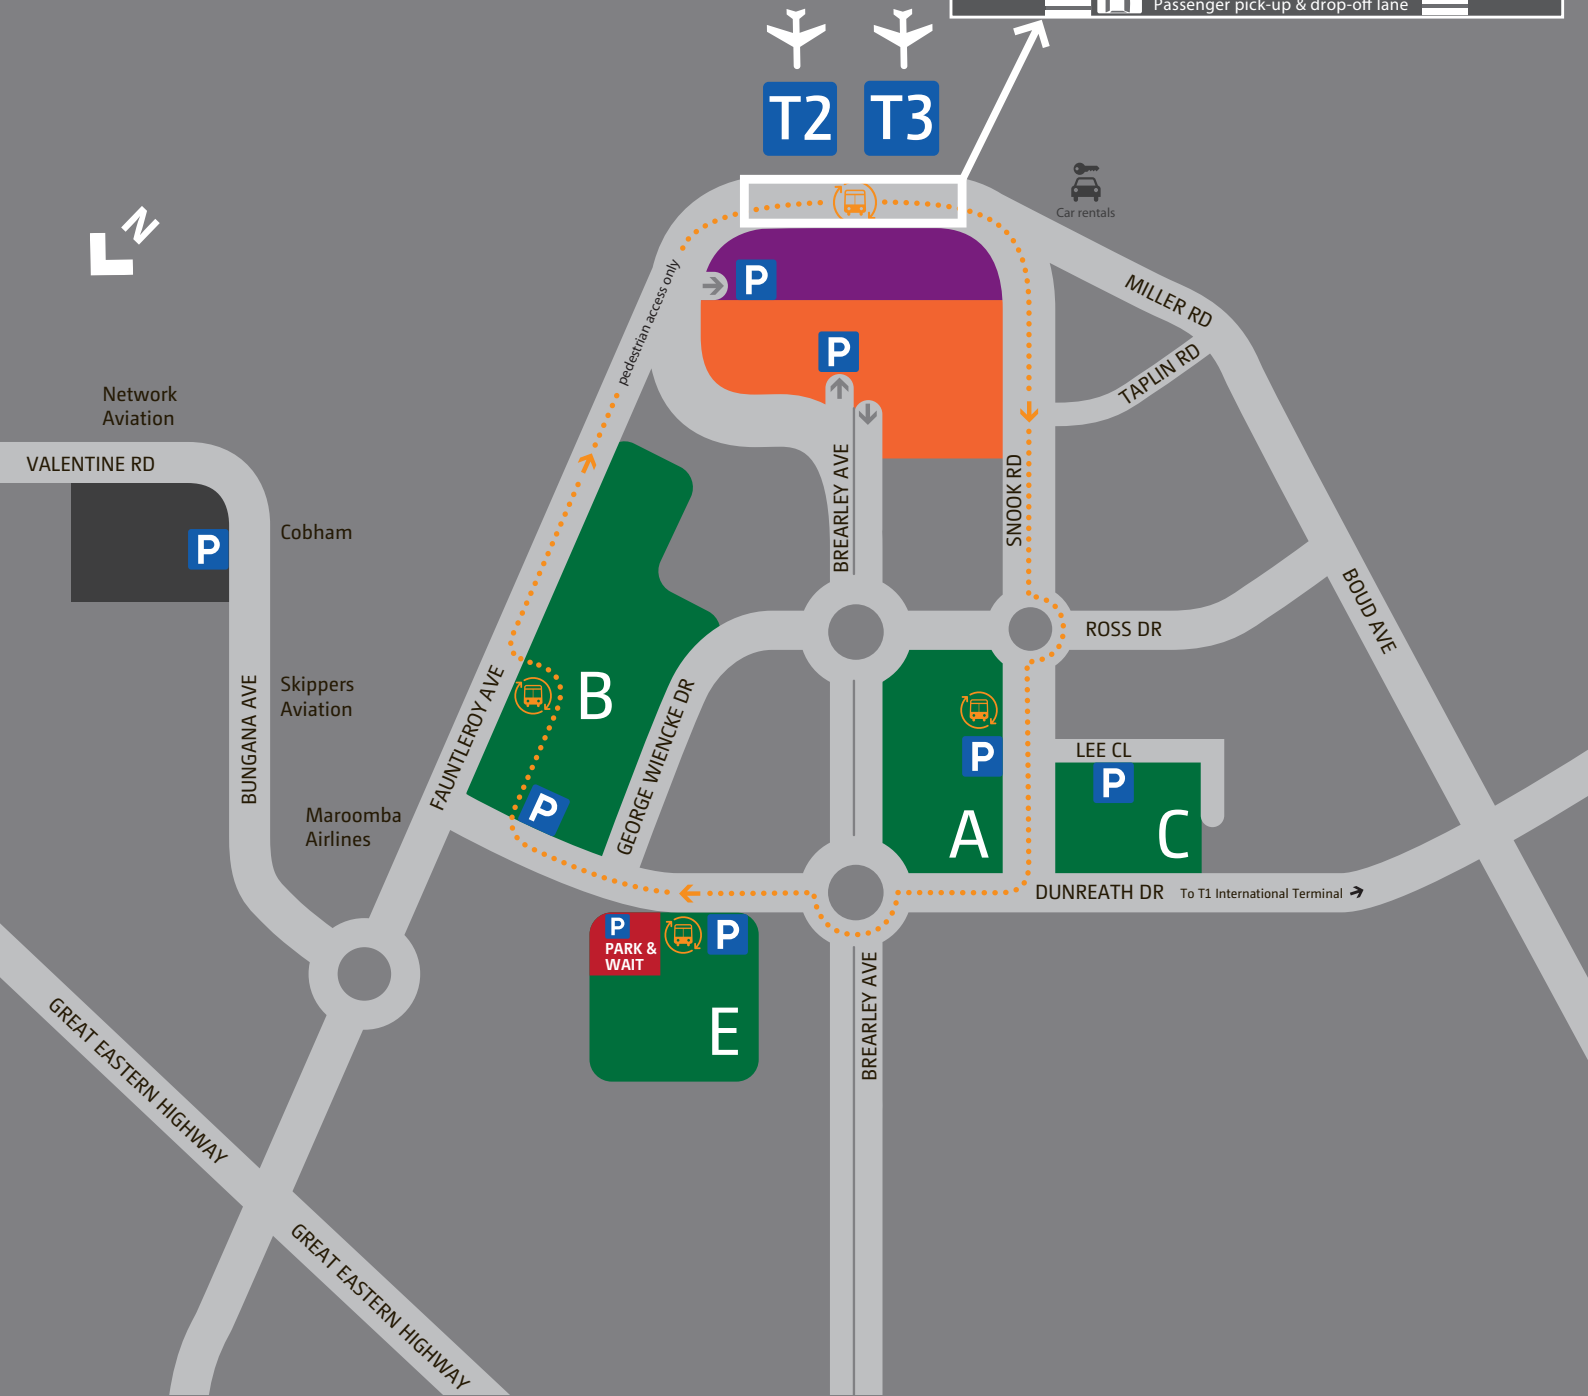 Passenger pick-up & drop-off lane
T2
T3
Car rentals
N
MILLER RD
P
pedestrian access only
P
TAPLIN RD
Network
Aviation
VALENTINE RD
BREARLEY AVE
SNOOK RD
Cobham
P
BOUD AVE
ROSS DR
Skippers
Aviation
BUNGANA AVE
FAUNTLEROY AVE
B
GEORGE WIENCKE DR
P
LEE CL
P
P
A
C
Maroomba
Airlines
DUNREATH DR
To T1 International Terminal
P
PARK &
WAIT
P
E
BREARLEY AVE
GREAT EASTERN HIGHWAY
GREAT EASTERN HIGHWAY